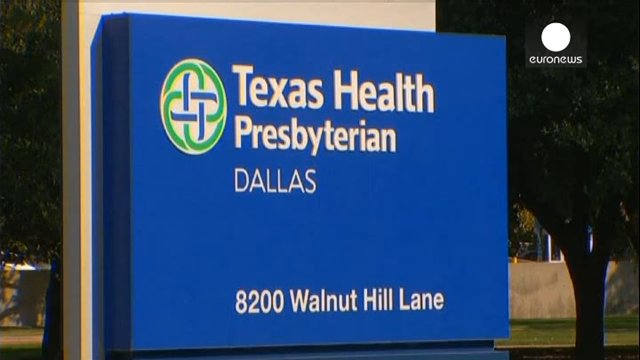 euronews
Texas Health
Presbyterian
DALLAS
8200 Walnut Hill Lane